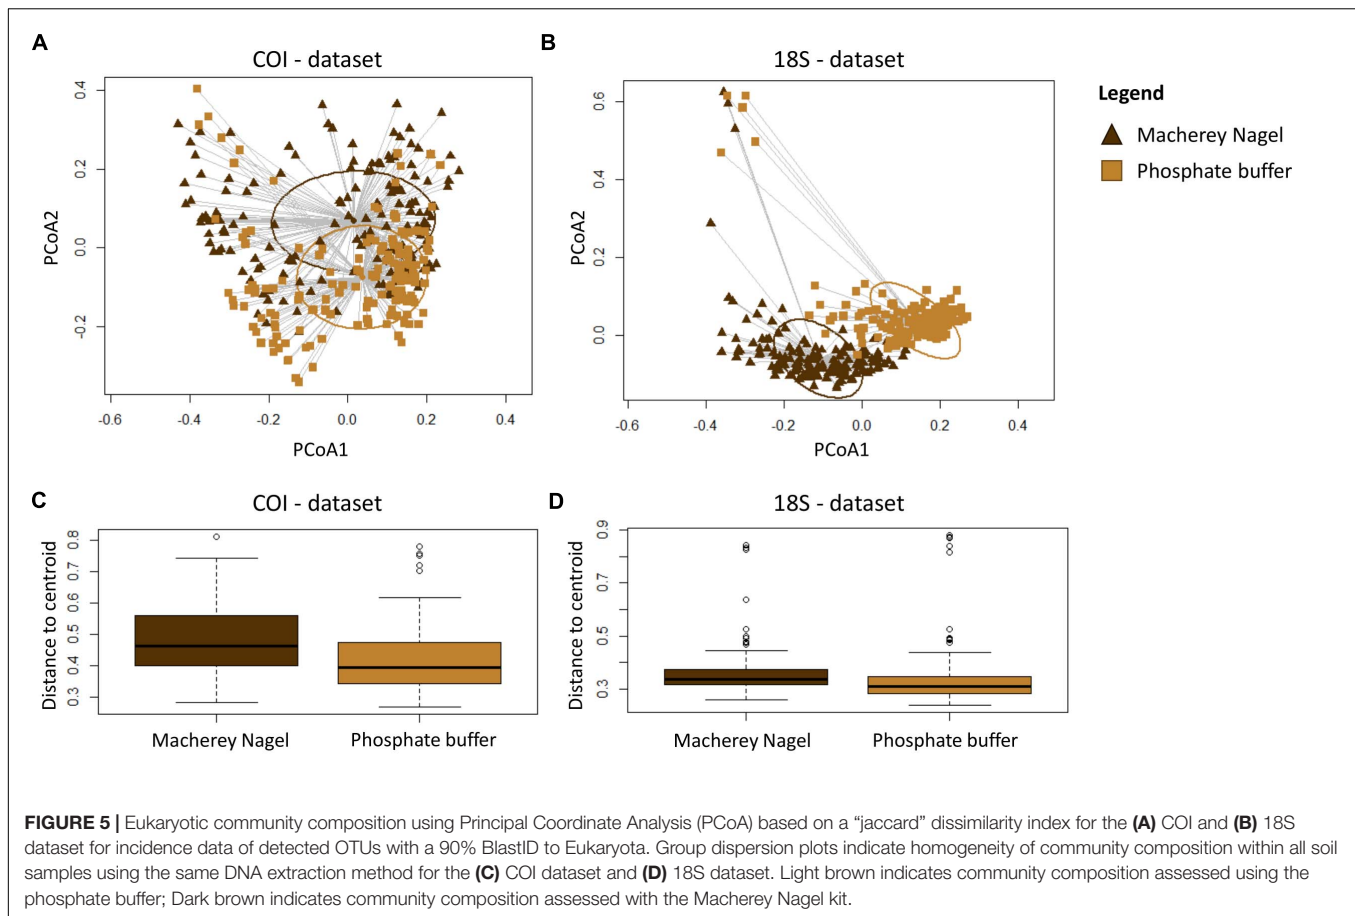 A
COI - dataset
0.4
0.2
0.0
-0.2
PCoA2
-0.6
-0.4
-0.2
0.0
0.2
0.4
PCoA1
B
18S - dataset
0.6
0.4
0.2
0.0
PCoA2
-0.6
-0.4
-0.2
0.0
0.2
0.4
PCoA1
Legend
Macherey Nagel
Phosphate buffer
C
COI - dataset
0.8
0.7
0.6
0.5
0.4
0.3
Distance to centroid
Macherey Nagel
Phosphate buffer
D
18S - dataset
0.9
0.7
0.5
0.3
Distance to centroid
Macherey Nagel
Phosphate buffer
FIGURE 5 | Eukaryotic community composition using Principal Coordinate Analysis (PCoA) based on a “jaccard” dissimilarity index for the (A) COI and (B) 18S
dataset for incidence data of detected OTUs with a 90% BlastID to Eukaryota. Group dispersion plots indicate homogeneity of community composition within all soil
samples using the same DNA extraction method for the (C) COI dataset and (D) 18S dataset. Light brown indicates community composition assessed using the
phosphate buffer; Dark brown indicates community composition assessed with the Macherey Nagel kit.